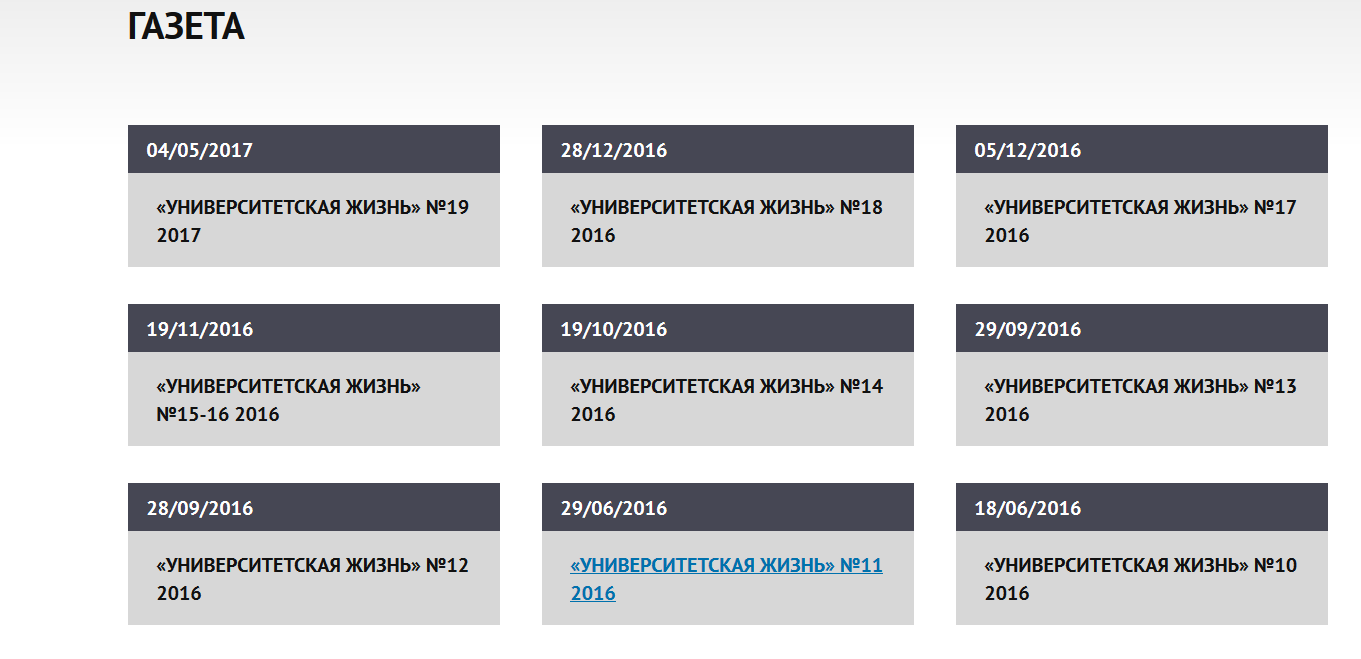 ГАЗЕТА
04/05/2017
«УНИВЕРСИТЕТСКАЯ ЖИЗНЬ» №19
2017
28/12/2016
«УНИВЕРСИТЕТСКАЯ ЖИЗНЬ» №18
2016
05/12/2016
«УНИВЕРСИТЕТСКАЯ ЖИЗНЬ» №17
2016
19/11/2016
«УНИВЕРСИТЕТСКАЯ ЖИЗНЬ»
№15-16 2016
19/10/2016
«УНИВЕРСИТЕТСКАЯ ЖИЗНЬ» №14
2016
29/09/2016
«УНИВЕРСИТЕТСКАЯ ЖИЗНЬ» №13
2016
28/09/2016
«УНИВЕРСИТЕТСКАЯ ЖИЗНЬ» №12
2016
29/06/2016
«УНИВЕРСИТЕТСКАЯ ЖИЗНЬ» №11
2016
18/06/2016
«УНИВЕРСИТЕТСКАЯ ЖИЗНЬ» №10
2016